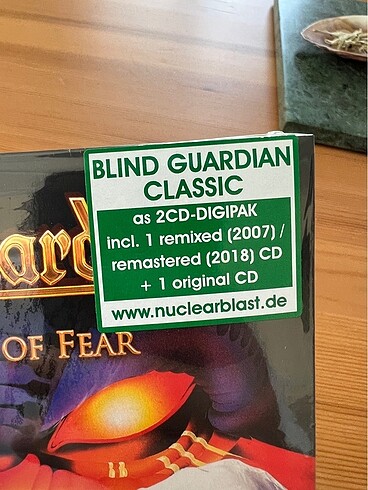 BLIND GUARDIAN
CLASSIC
as 2CD-DIGIPAK
incl. 1 remixed (2007) /
remastered (2018) CD
+ 1 original CD
www.nuclearblast.de
ard
OF FEAR